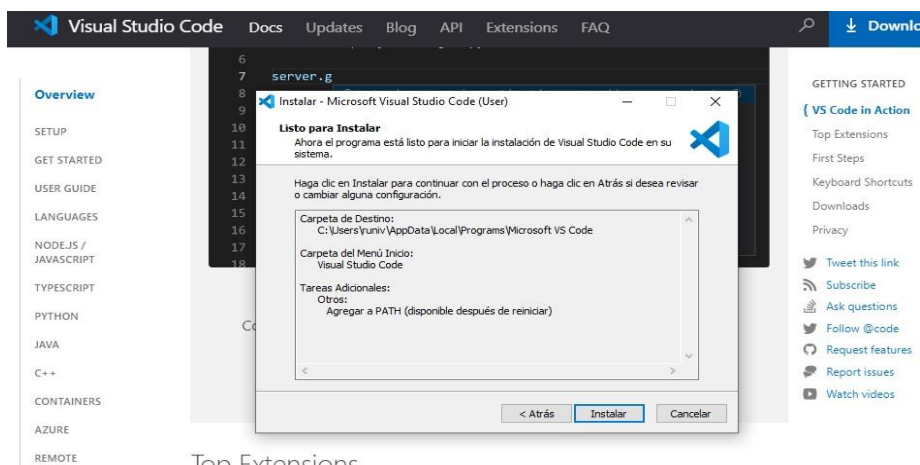 Visual Studio Code Docs Updates Blog API Extensions FAQ
Overview
SETUP
GET STARTED
USER GUIDE
LANGUAGES
NODE.JS /
JAVASCRIPT
TYPESCRIPT
PYTHON
JAVA
C++
CONTAINERS
AZURE
REMOTE
6
7 server.g
8
9
10
11
12
13
14
15
16
17
18
Instalar - Microsoft Visual Studio Code (User)
Listo para Instalar
Ahora el programa está listo para iniciar la instalación de Visual Studio Code en su
sistema.
Haga clic en Instalar para continuar con el proceso o haga clic en Atrás si desea revisar
o cambiar alguna configuración.
Carpeta de Destino:
C:\Users\runiv\AppData\Local\Programs\Microsoft VS Code
Carpeta del Menú Inicio:
Visual Studio Code
Tareas Adicionales:
Otros:
Agregar a PATH (disponible después de reiniciar)
< Atrás Instalar Cancelar
Top Extensions
GETTING STARTED
{ VS Code in Action
Top Extensions
First Steps
Keyboard Shortcuts
Downloads
Privacy
Tweet this link
Subscribe
Ask questions
Follow @code
Request features
Report issues
Watch videos